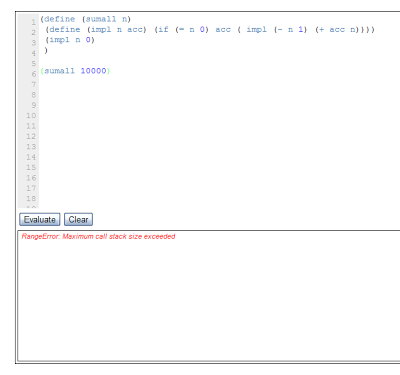 1 (define (sumall n)
2 (define (impl n acc) (if (= n 0) acc ( impl (- n 1) (+ acc n))))
3 (impl n 0)
4 )
5
6 (sumall 10000)
7
8
9
10
11
12
13
14
15
16
17
18
Evaluate Clear
RangeError: Maximum call stack size exceeded